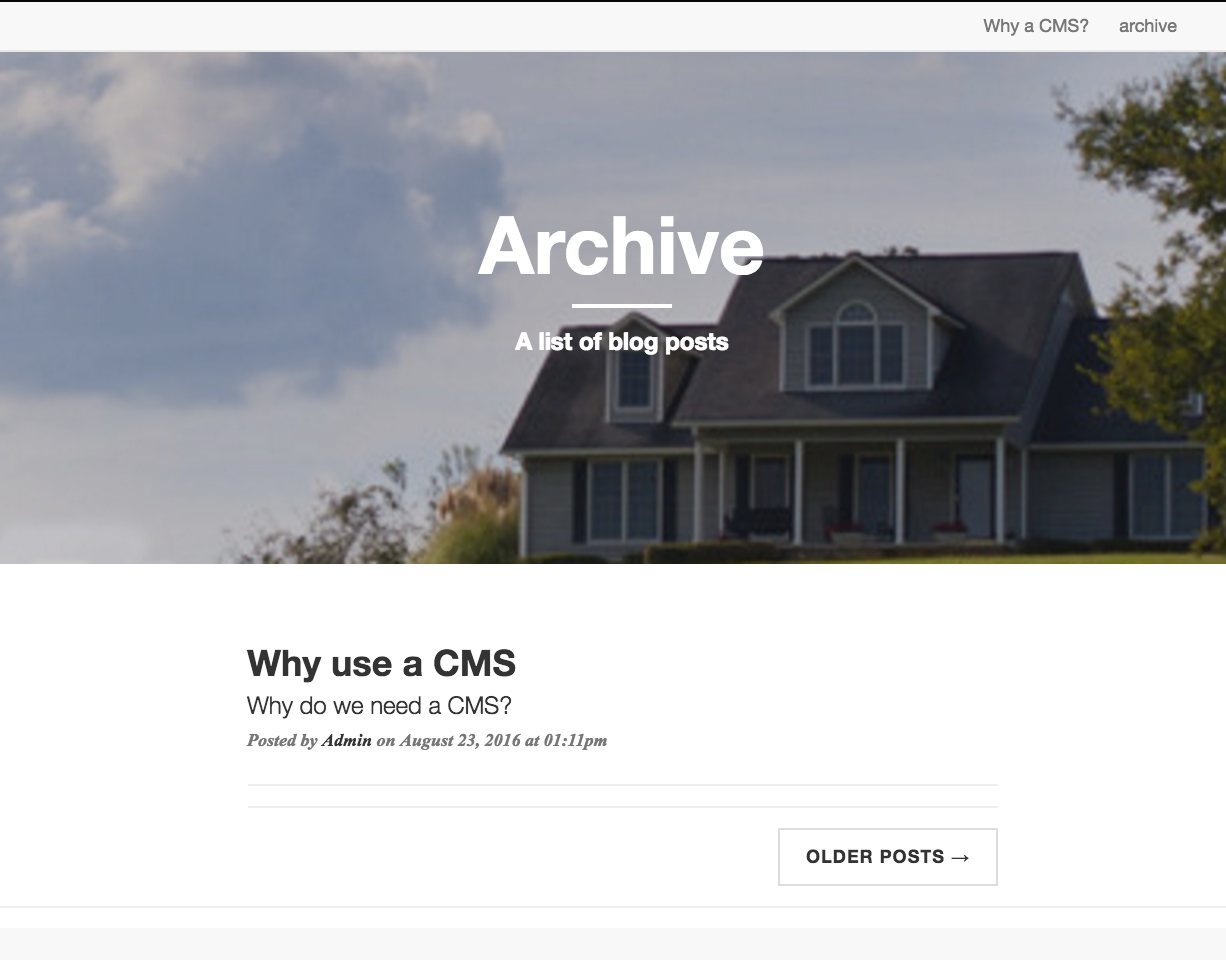 Why a CMS? archive
Archive
A list of blog posts
Why use a CMS
Why do we need a CMS?
Posted by Admin on August 23, 2016 at 01:11pm
OLDER POSTS →